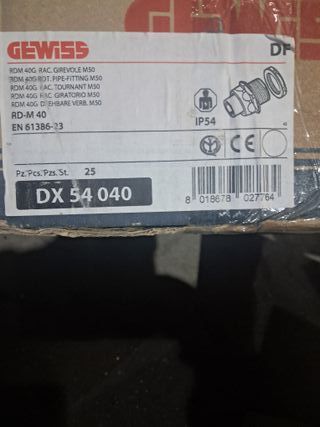 GEWISS
DF
RDM 40G. RAC. GIREVOLE M50
RDM 40G ROT. PIPE-FITTING M50
RDM 40G. RAC. TOURNANT M50
RDM 40G. RAC. GIRATORIO M50
RDM 40G. DREHBARE VERB. M50
RD-M 40
EN 61386-23
IP54
CE
Pz./Pcs./Pzs./St. 25
DX 54 040
8 018678 027764